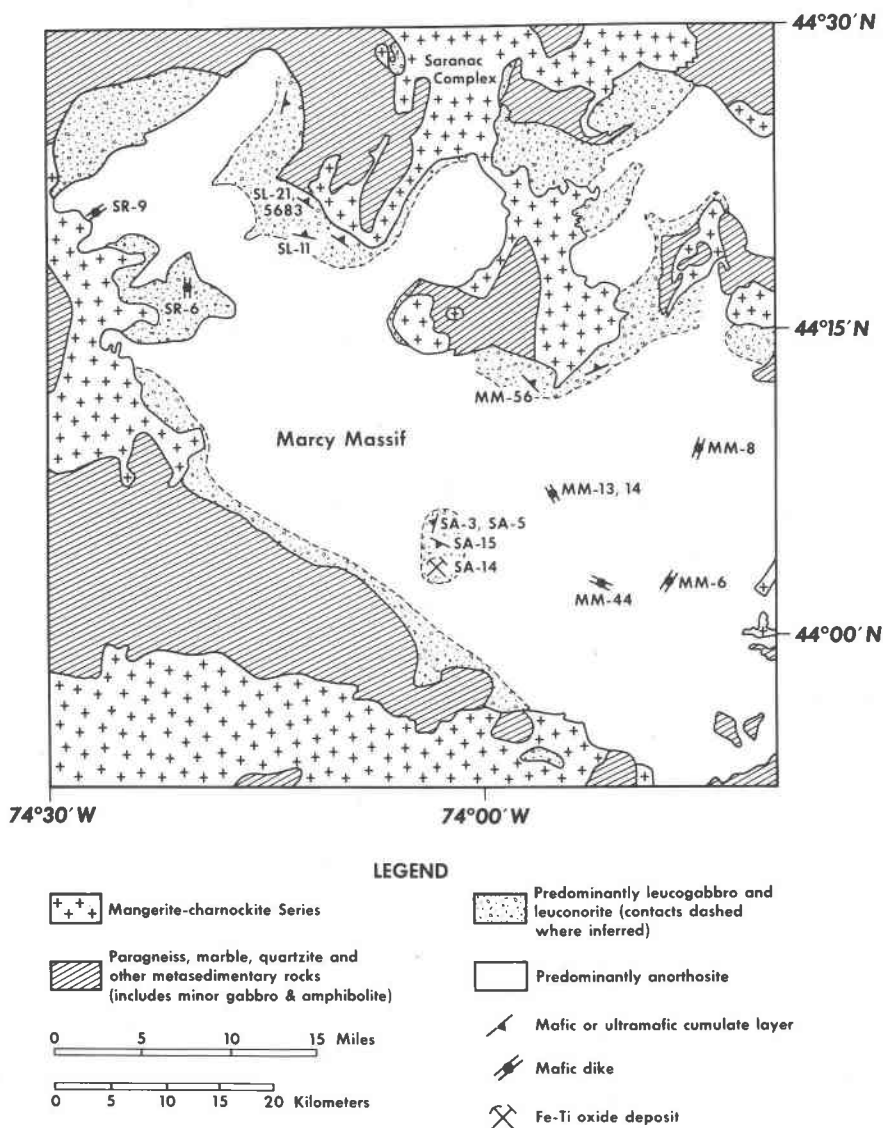 44°30′N
Saranac
Complex
SL-21,
5683
SR-9
SL-11
SR-6
44°15′N
MM-56
Marcy Massif
MM-8
MM-13, 14
SA-3, SA-5
SA-15
SA-14
MM-44
MM-6
44°00′N
74°30′W
74°00′W
LEGEND
Mangerite-charnockite Series
Paragneiss, marble, quartzite and
other metasedimentary rocks
(includes minor gabbro & amphibolite)
0 5 10 15 Miles
0 5 10 15 20 Kilometers
Predominantly leucogabbro and
leuconorite (contacts dashed
where inferred)
Predominantly anorthosite
Mafic or ultramafic cumulate layer
Mafic dike
Fe-Ti oxide deposit